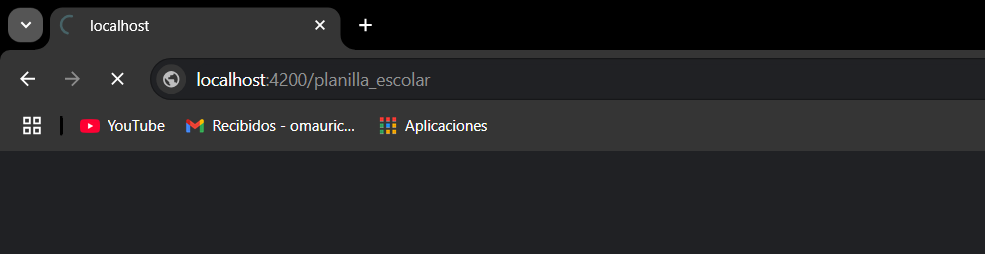 localhost
localhost:4200/planilla_escolar
YouTube Recibidos - omauric... Aplicaciones